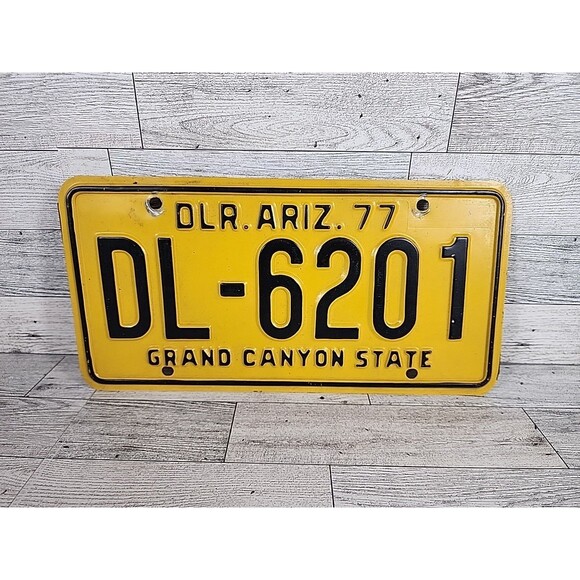 DLR. ARIZ. 77
DL-6201
GRAND CANYON STATE